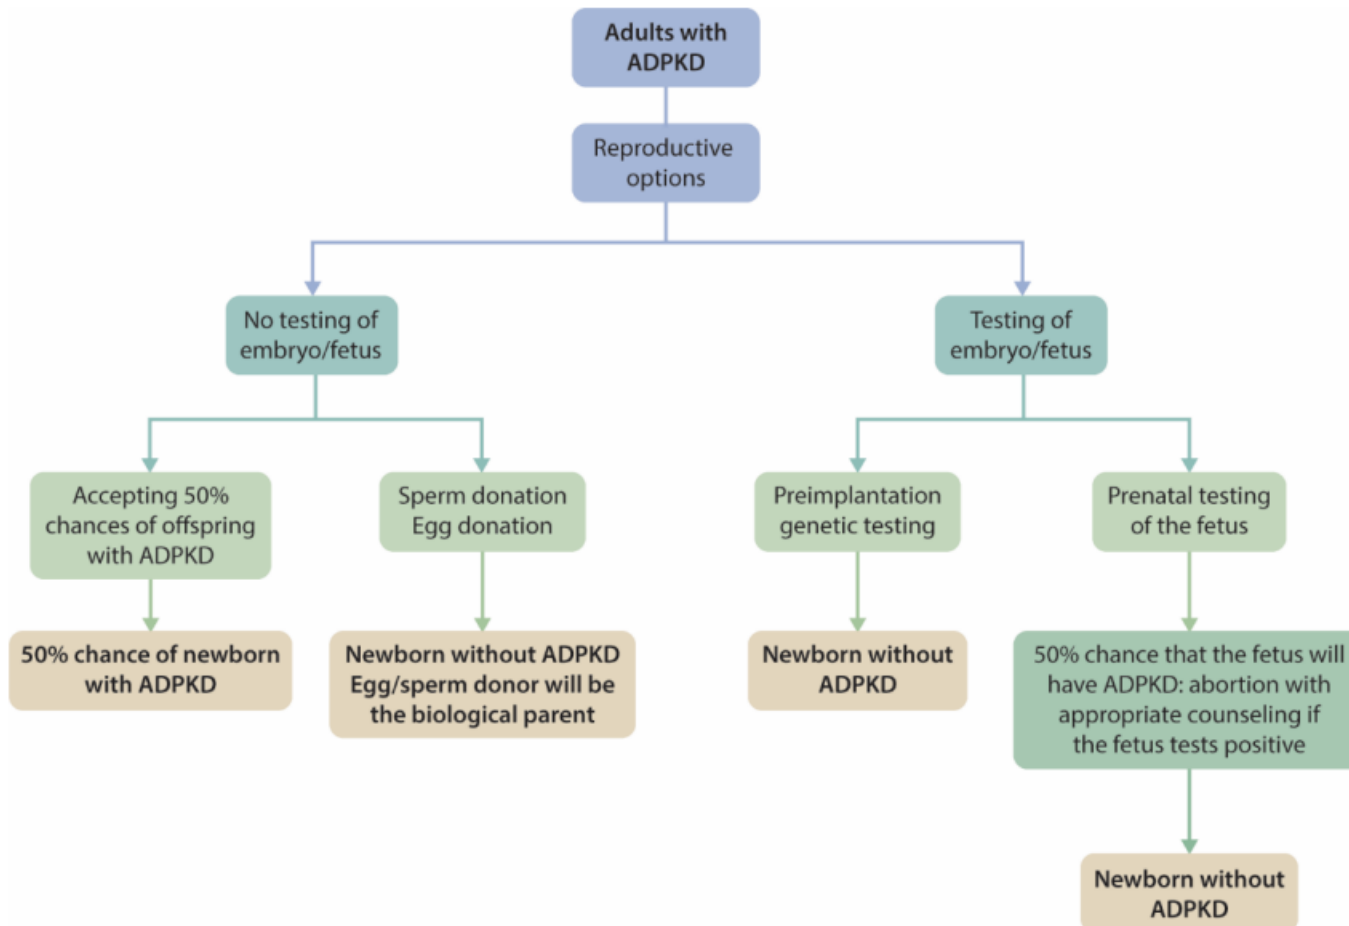 Adults with
ADPKD
Reproductive
options
No testing of
embryo/fetus
Testing of
embryo/fetus
Accepting 50%
chances of offspring
with ADPKD
Sperm donation
Egg donation
Preimplantation
genetic testing
Prenatal testing
of the fetus
50% chance of newborn
with ADPKD
Newborn without ADPKD
Egg/sperm donor will be
the biological parent
Newborn without
ADPKD
50% chance that the fetus will
have ADPKD: abortion with
appropriate counseling if
the fetus tests positive
Newborn without
ADPKD